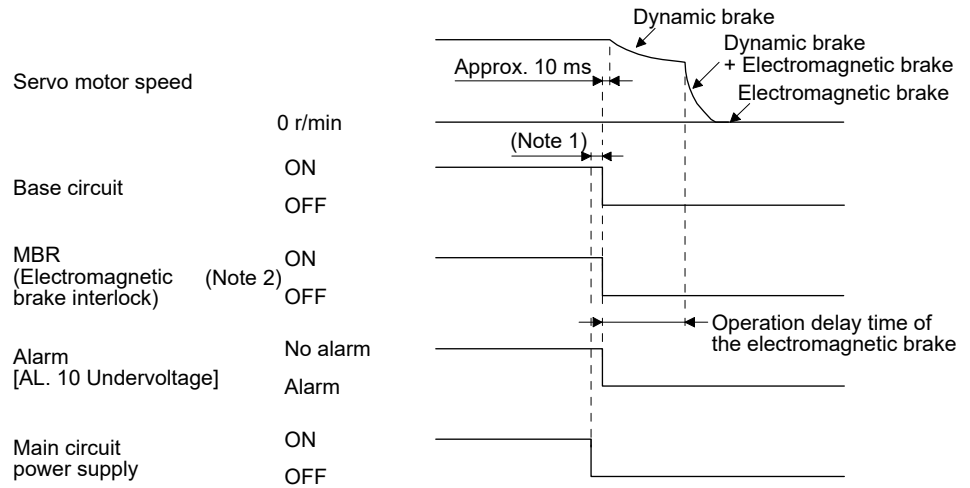 Dynamic brake
Dynamic brake
+ Electromagnetic brake
Approx. 10 ms
Servo motor speed
Electromagnetic brake
0 r/min
(Note 1)
ON
Base circuit
OFF
MBR
(Electromagnetic
brake interlock)
(Note 2)
ON
OFF
Operation delay time of
the electromagnetic brake
Alarm
[AL. 10 Undervoltage]
No alarm
Alarm
Main circuit
power supply
ON
OFF